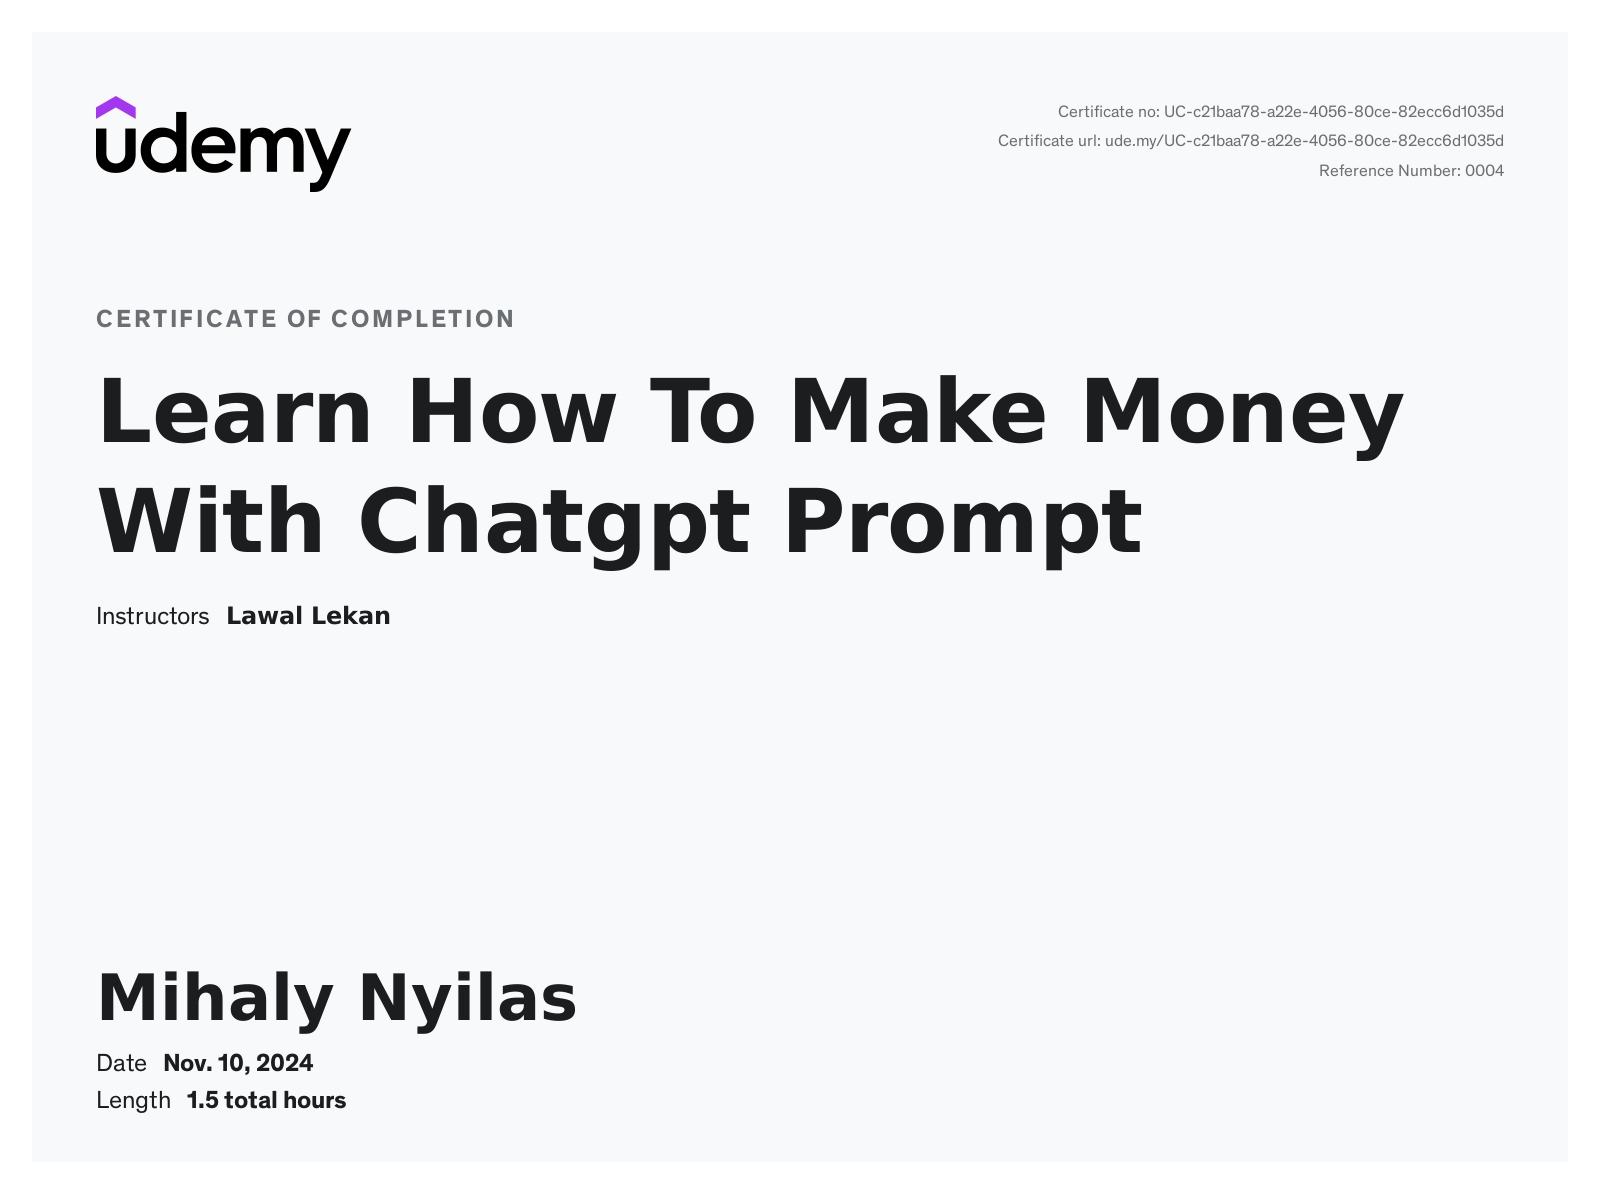 udemy
Certificate no: UC-c21baa78-a22e-4056-80ce-82ecc6d1035d
Certificate url: ude.my/UC-c21baa78-a22e-4056-80ce-82ecc6d1035d
Reference Number: 0004
CERTIFICATE OF COMPLETION
Learn How To Make Money
With Chatgpt Prompt
Instructors Lawal Lekan
Mihaly Nyilas
Date Nov. 10, 2024
Length 1.5 total hours